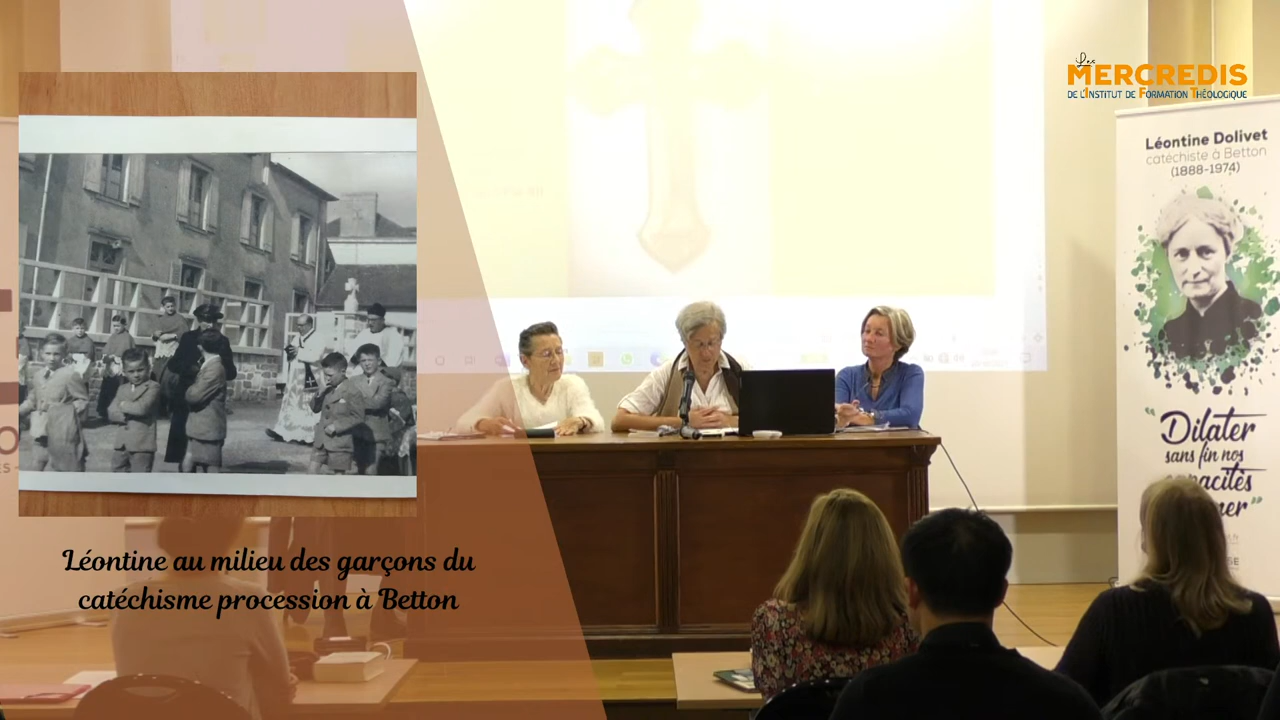 Les
MERCREDIS
DE L'INSTITUT DE FORMATION THÉOLOGIQUE
Léontine Dolivet
catéchiste à Betton
(1888-1974)
"Dilater
sans fin nos
Léontine au milieu des garçons du
catéchisme procession à Betton